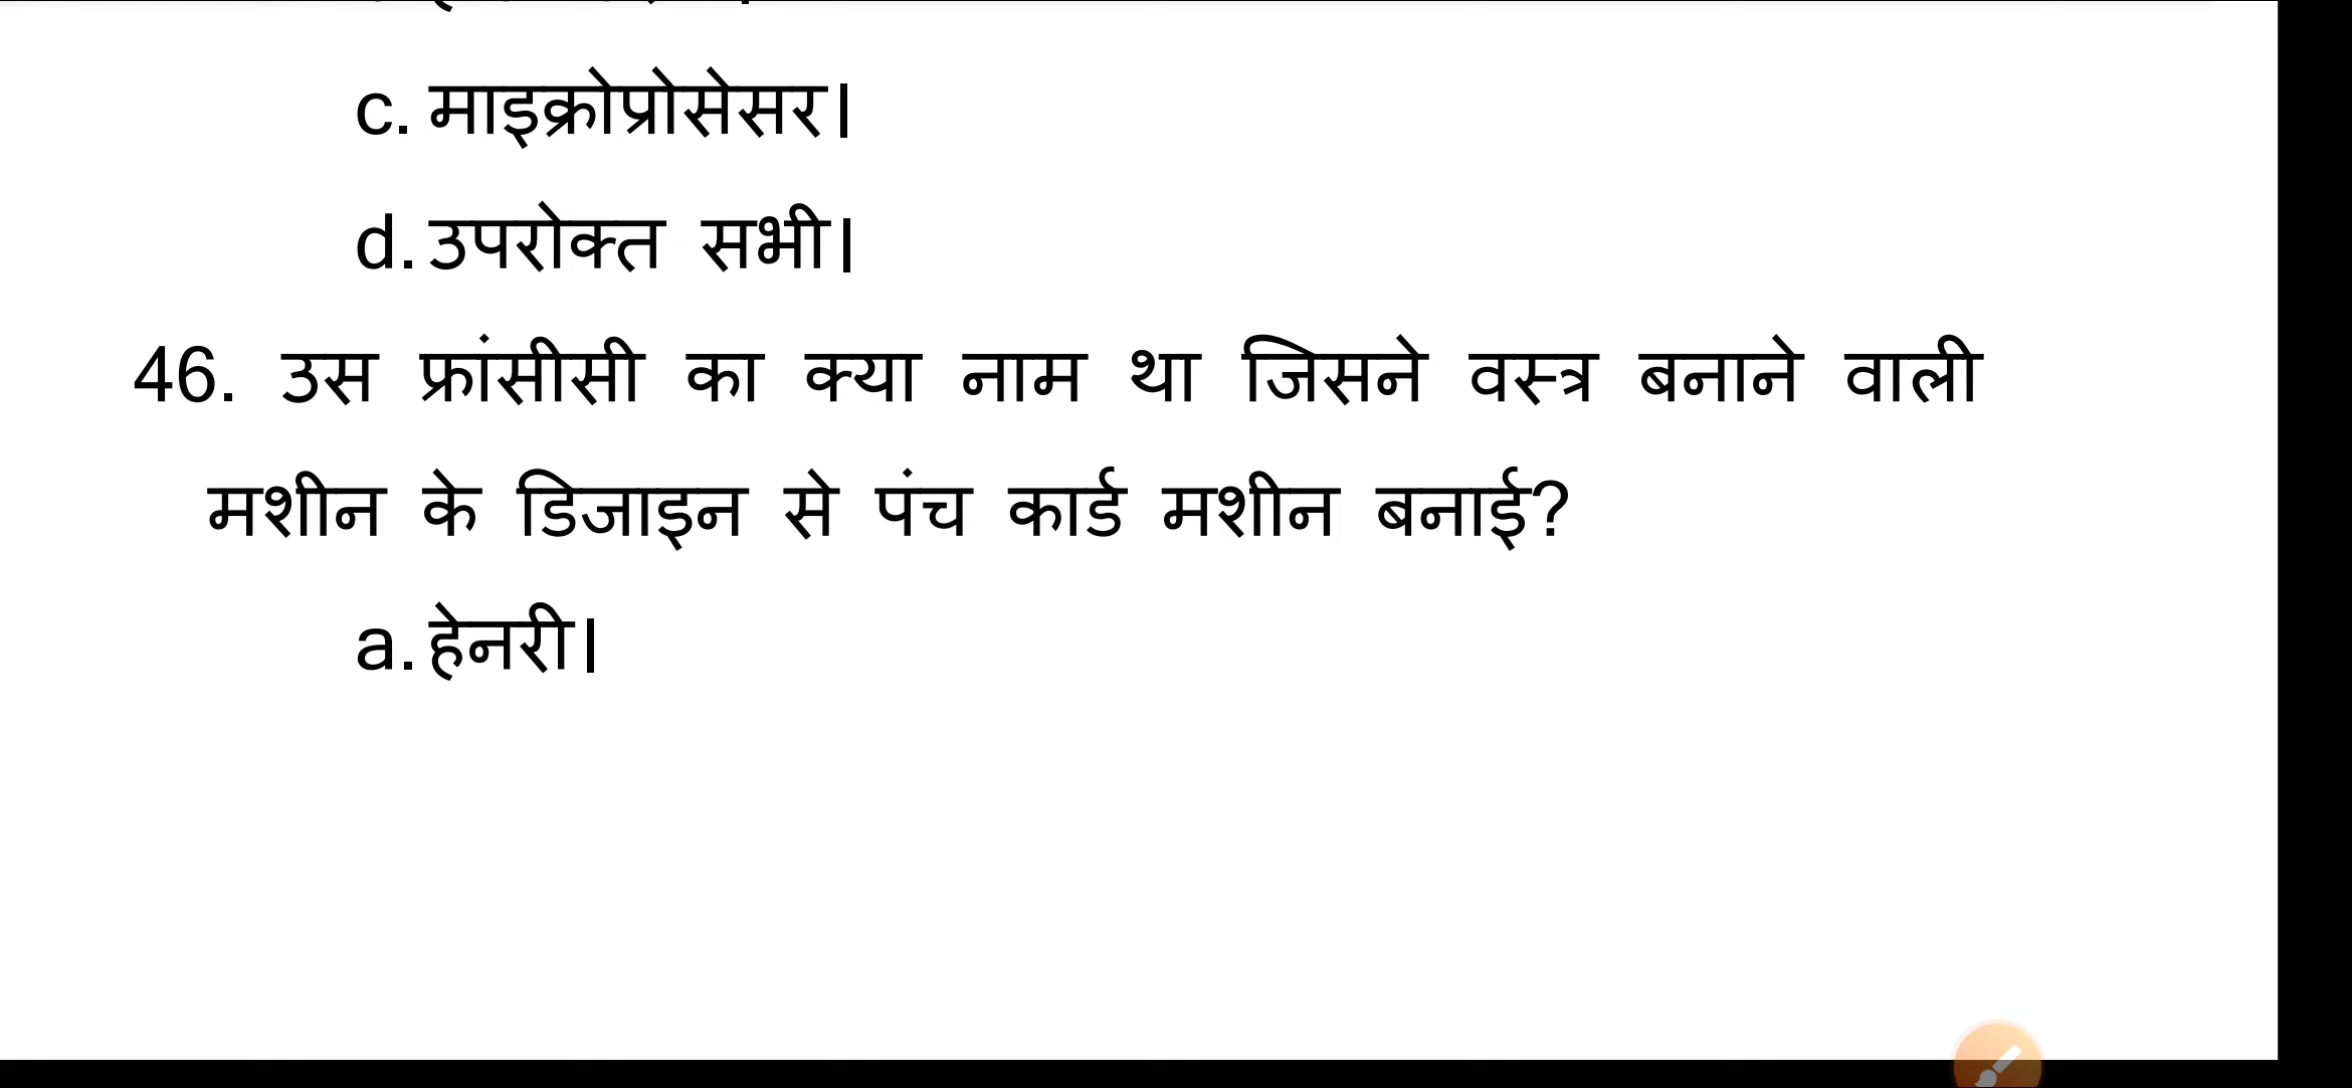 c. माइक्रोप्रोसेसर।
d. उपरोक्त सभी।
46. उस फ्रांसीसी का क्या नाम था जिसने वस्त्र बनाने वाली
मशीन के डिजाइन से पंच कार्ड मशीन बनाई?
a. हेनरी।